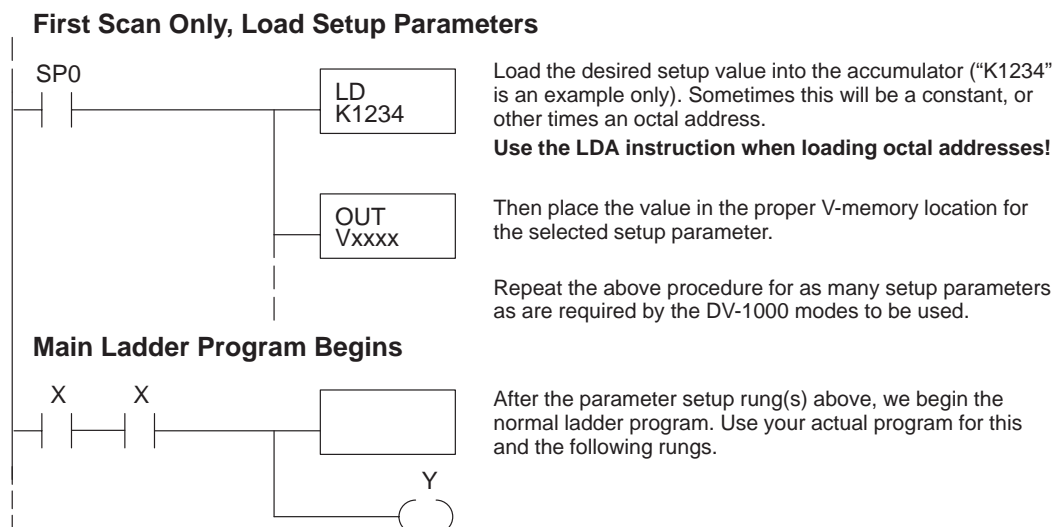 First Scan Only, Load Setup Parameters
SP0
LD
K1234
Load the desired setup value into the accumulator (“K1234”
is an example only). Sometimes this will be a constant, or
other times an octal address.
Use the LDA instruction when loading octal addresses!
OUT
Vxxxx
Then place the value in the proper V-memory location for
the selected setup parameter.
Repeat the above procedure for as many setup parameters
as are required by the DV-1000 modes to be used.
Main Ladder Program Begins
X X
After the parameter setup rung(s) above, we begin the
normal ladder program. Use your actual program for this
and the following rungs.
Y